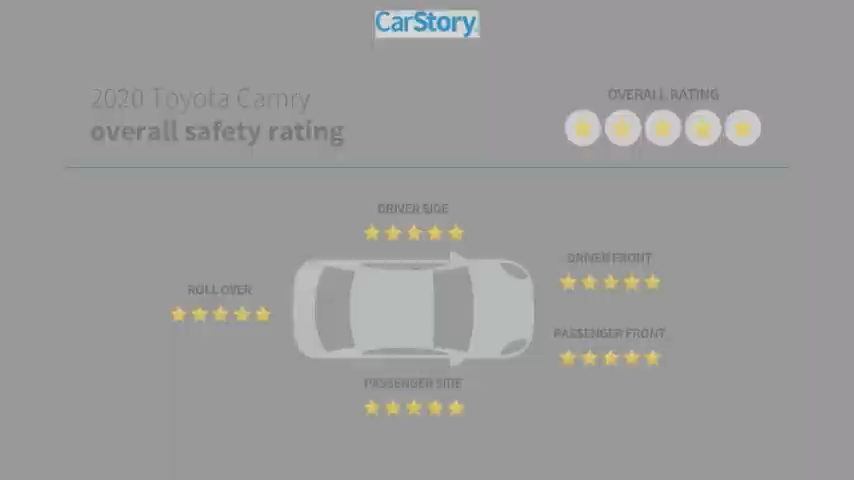 CarStory
2020 Toyota Camry
overall safety rating
OVERALL RATING
DRIVER SIDE
DRIVER FRONT
ROLL OVER
PASSENGER FRONT
PASSENGER SIDE